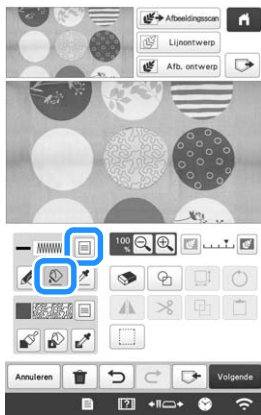 Afbeeldingsscan
Lijnontwerp
Afb. ontwerp
100
%
Annuleren
Volgende